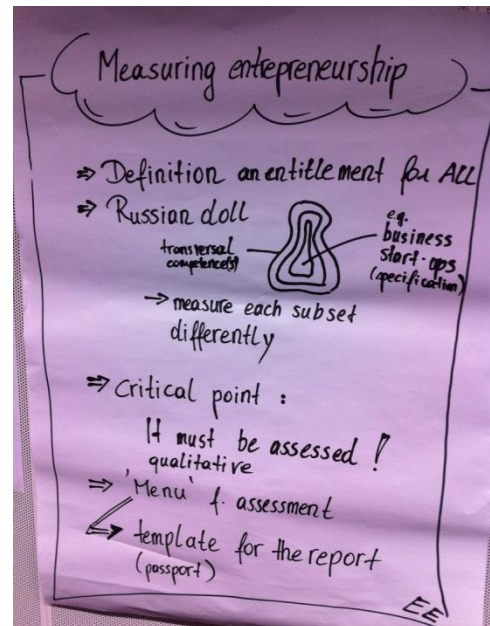 Measuring entrepreneurship
⇒ Definition an entitlement for ALL
⇒ Russian doll
transversal
competence(s)
e.g.
business
start-ups
(specification)
→ measure each subset
differently
⇒ Critical point :
It must be assessed !
qualitative
⇒ 'Menu' f. assessment
⇒ template for the report
(passport)
EE